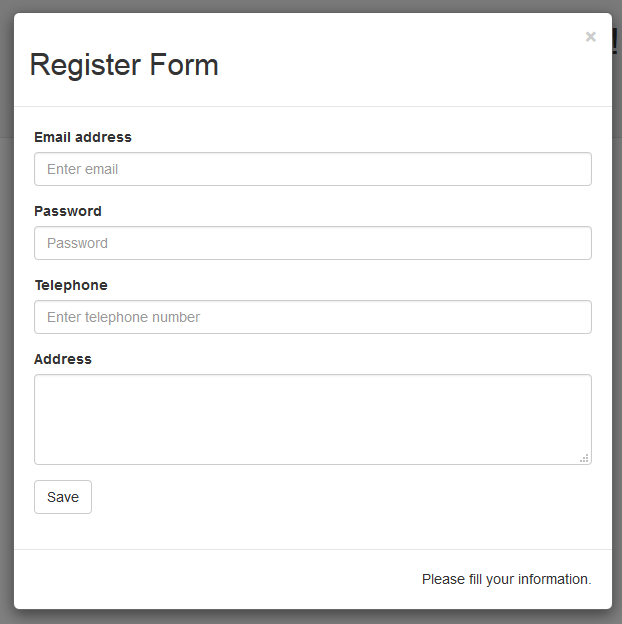 ×
!
Register Form
Email address
Enter email
Password
Password
Telephone
Enter telephone number
Address
Save
Please fill your information.